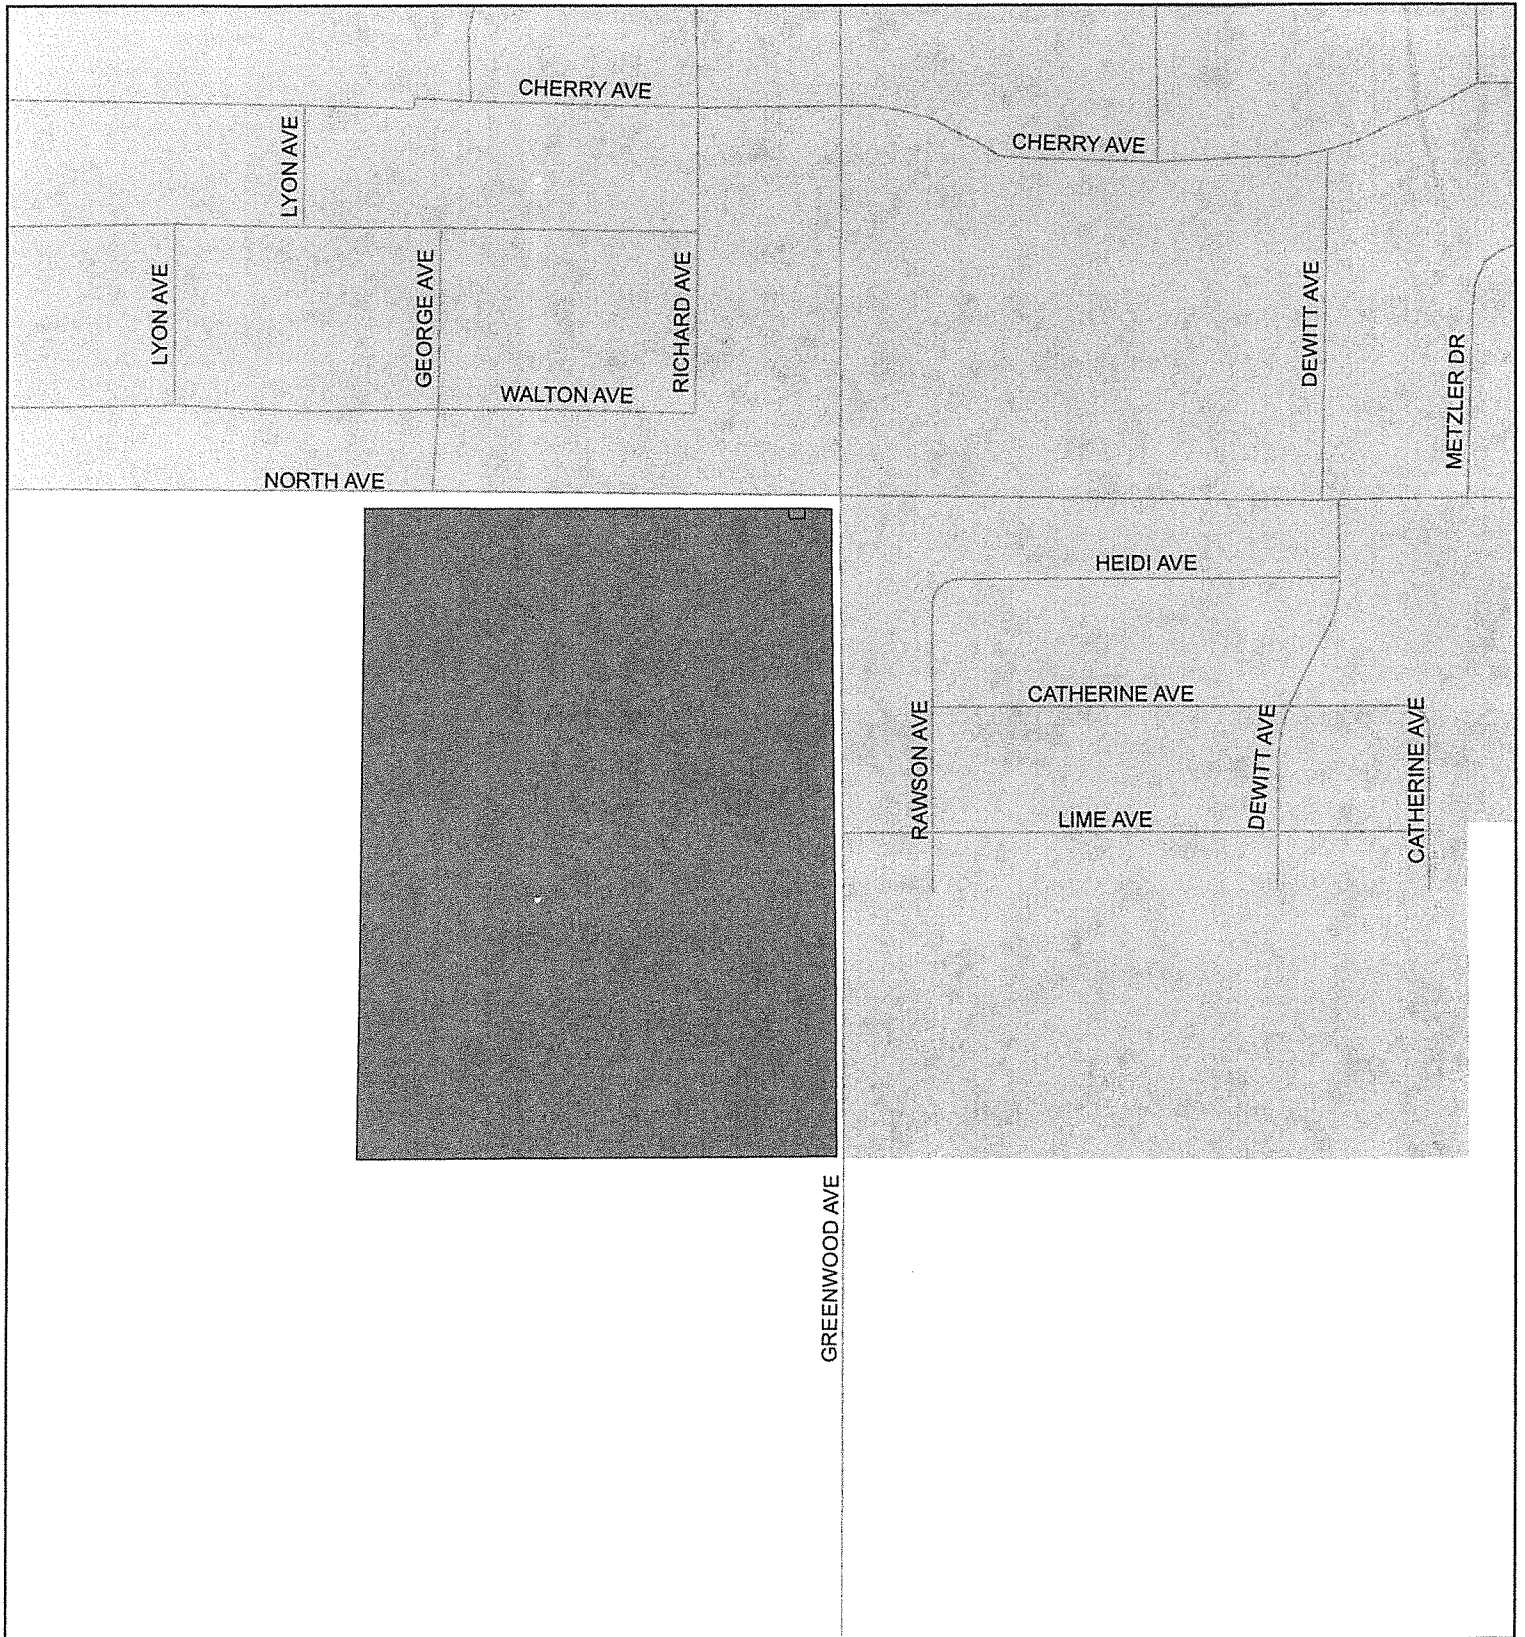 CHERRY AVE
CHERRY AVE
LYON AVE
LYON AVE
GEORGE AVE
RICHARD AVE
DEWITT AVE
METZLER DR
WALTON AVE
NORTH AVE
HEIDI AVE
CATHERINE AVE
RAWSON AVE
DEWITT AVE
CATHERINE AVE
LIME AVE
GREENWOOD AVE